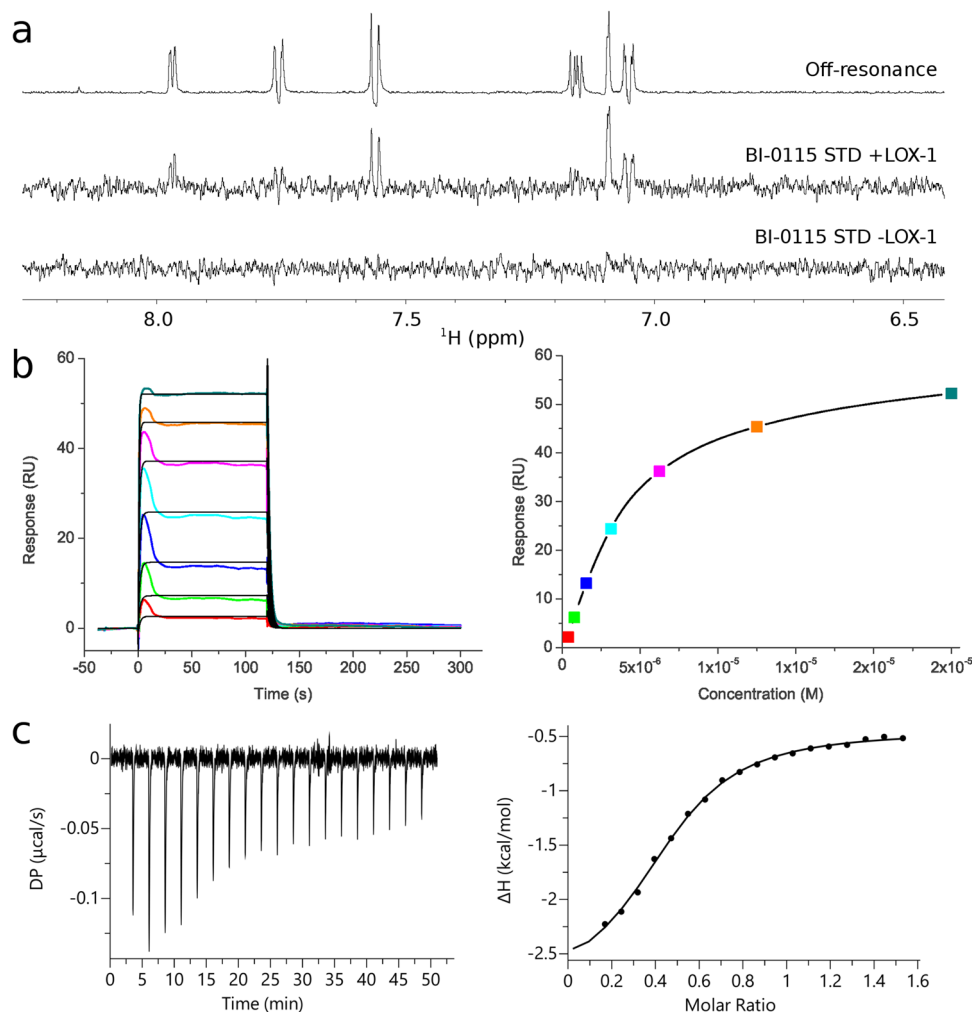 a
Off-resonance
BI-0115 STD +LOX-1
BI-0115 STD -LOX-1
8.0 7.5 7.0 6.5
¹H (ppm)
b
60
40
20
0
Response (RU)
-50 0 50 100 150 200 250 300
Time (s)
60
50
40
30
20
10
0
Response (RU)
0 5x10⁻⁶ 1x10⁻⁵ 1x10⁻⁵ 2x10⁻⁵ 2x10⁻⁵
Concentration (M)
c
0
-0.05
-0.1
DP (μcal/s)
0 5 10 15 20 25 30 35 40 45 50
Time (min)
-0.5
-1
-1.5
-2
-2.5
ΔH (kcal/mol)
0 0.2 0.4 0.6 0.8 1 1.2 1.4 1.6
Molar Ratio